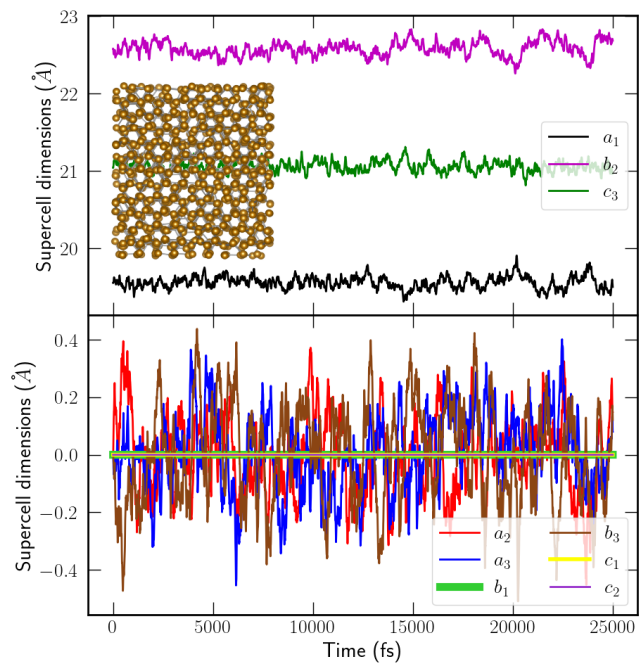 Supercell dimensions (Å)
23
22
21
20
a₁
b₂
c₃
Supercell dimensions (Å)
0.4
0.2
0.0
−0.2
−0.4
a₂
a₃
b₁
b₃
c₁
c₂
0
5000
10000
15000
20000
25000
Time (fs)